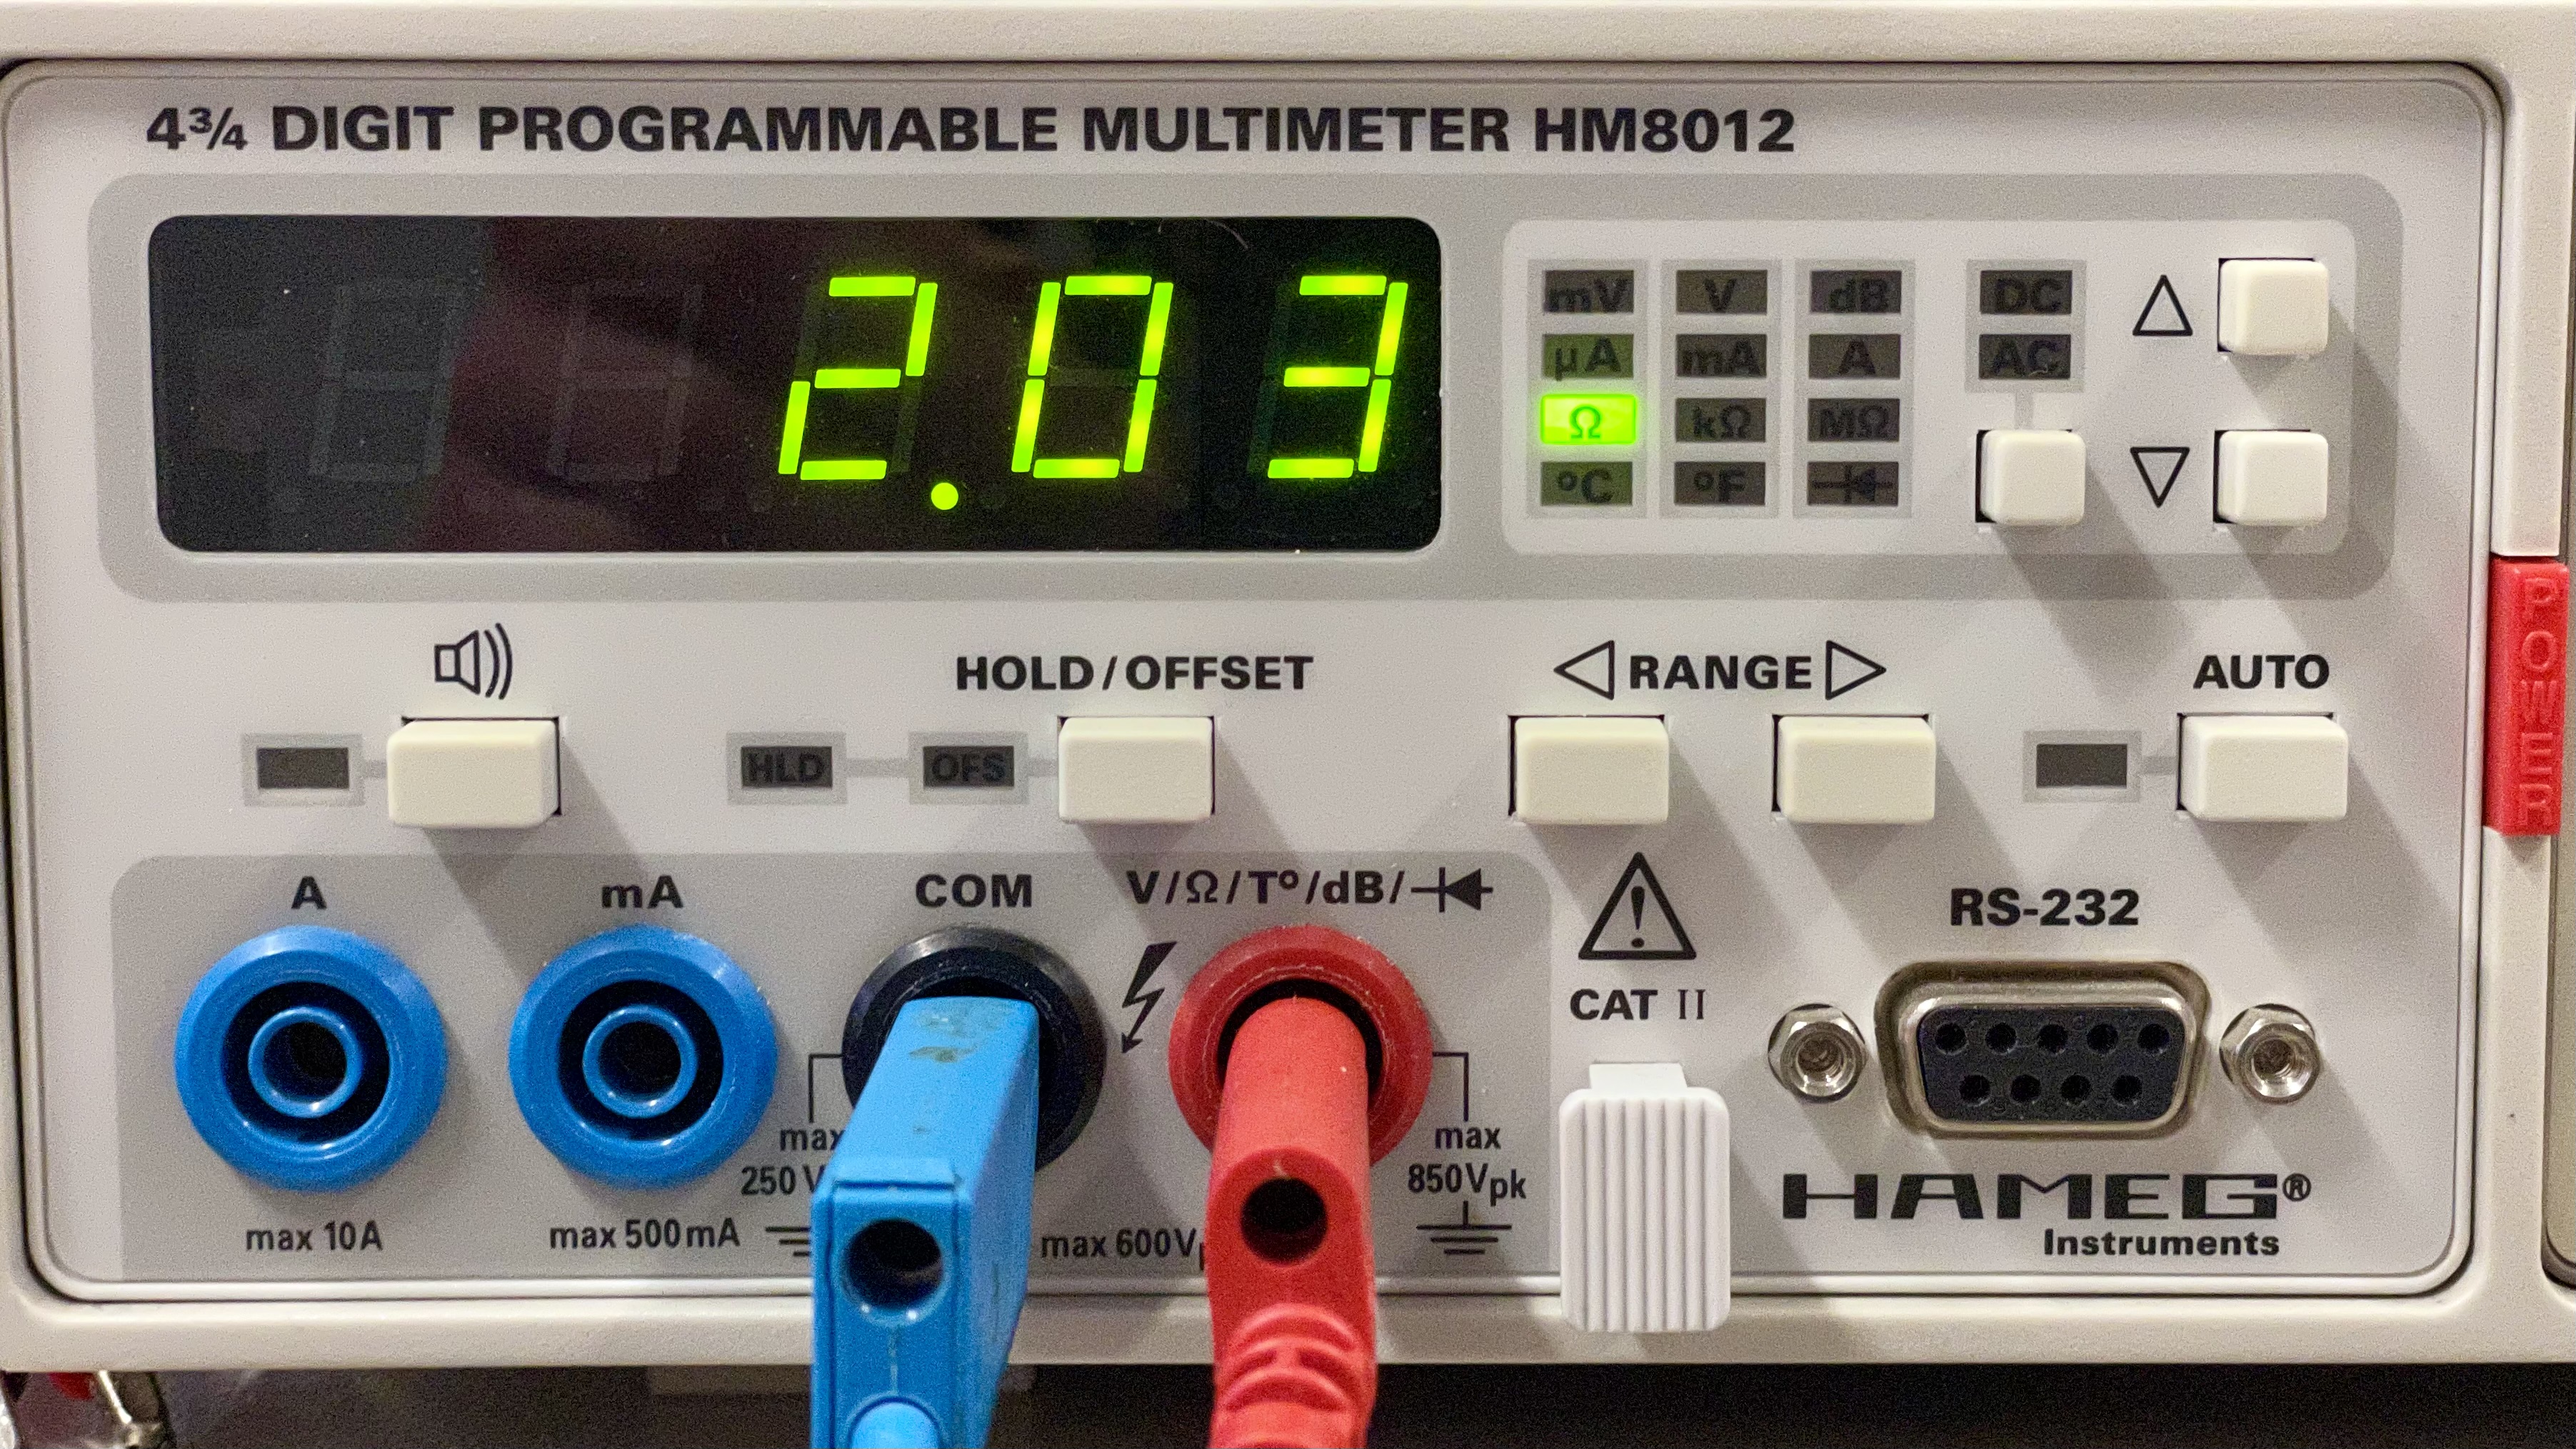 4¾ DIGIT PROGRAMMABLE MULTIMETER HM8012
2.03
mV V dB DC
µA mA A AC
Ω kΩ MΩ
°C °F
HOLD/OFFSET
RANGE
AUTO
HLD OFS
POWER
A mA COM V/Ω/T°/dB/
CAT II
RS-232
max
250V
max
850Vpk
max 10A
max 500mA
max 600V
HAMEG®
Instruments